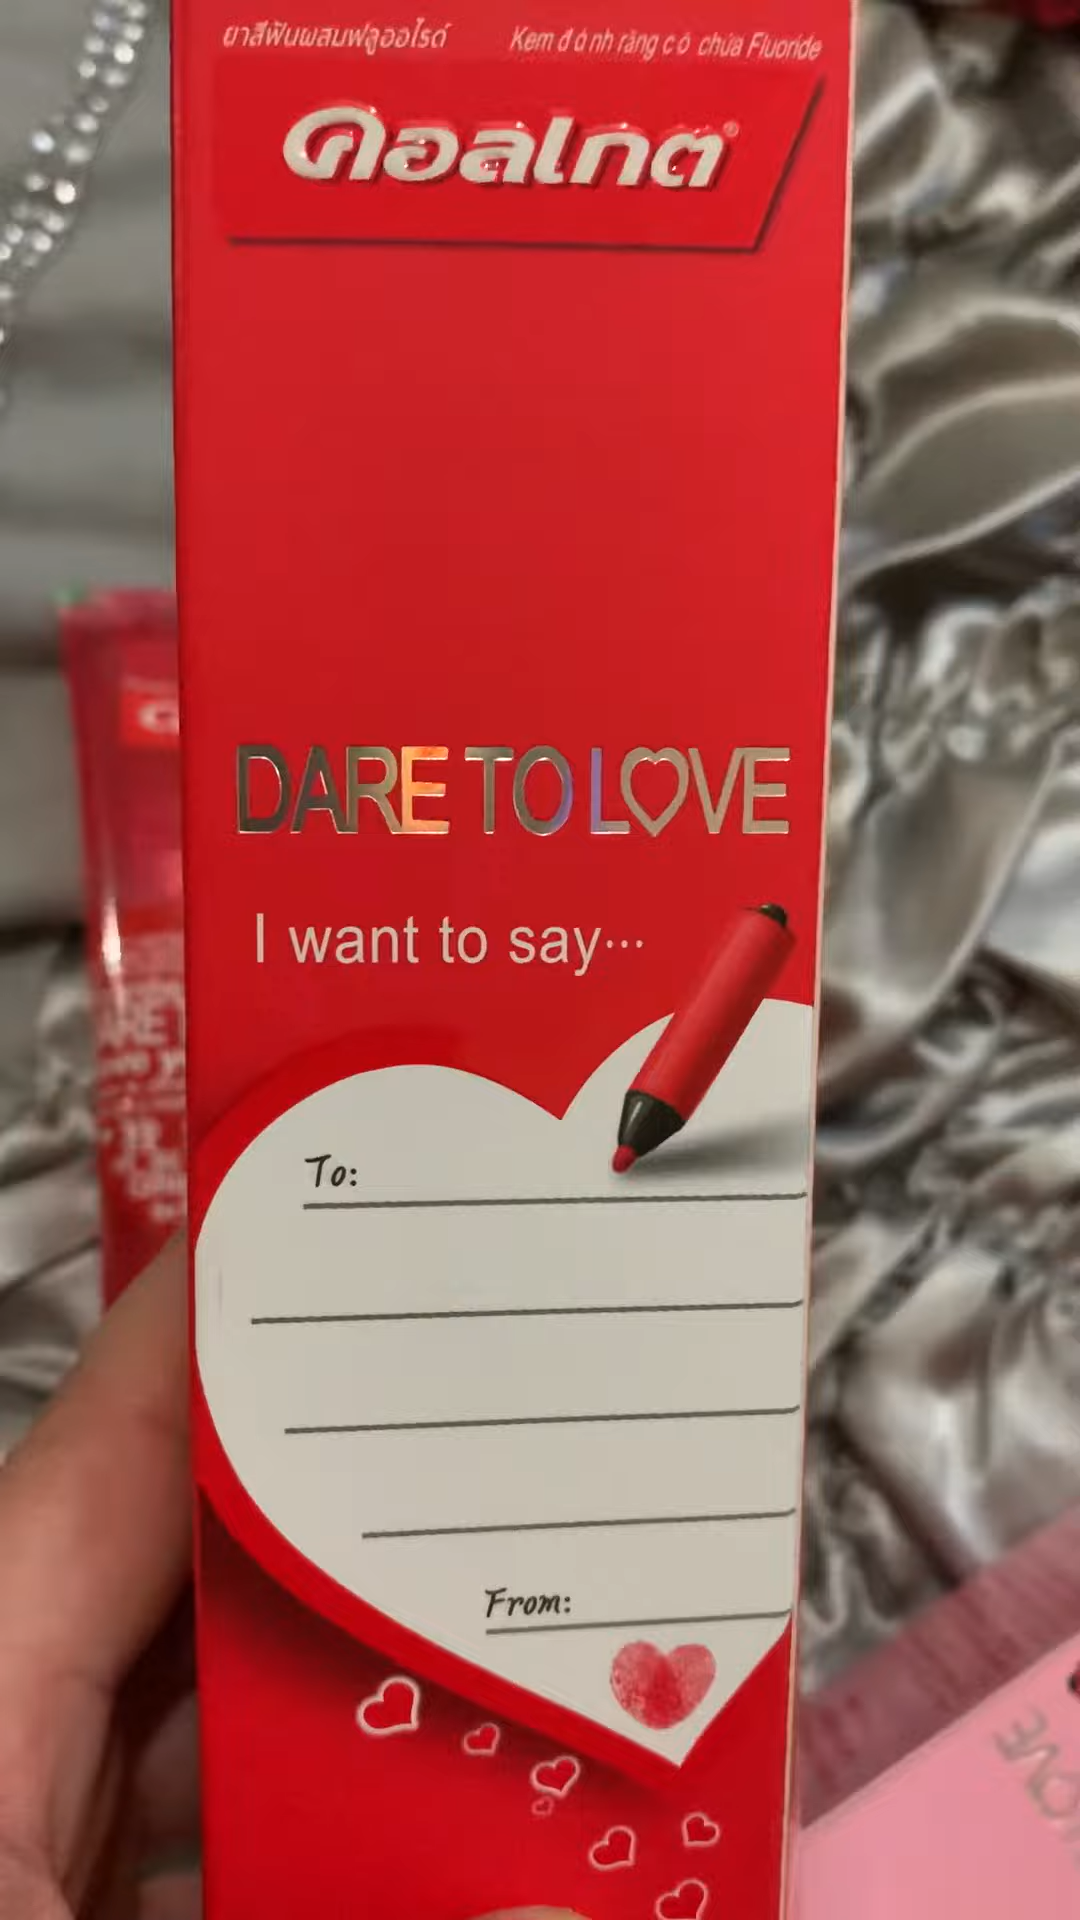 ยาสีฟันผสมฟลูออไรด์ Kem đánh răng có chứa Fluoride
คอลเกต®
DARE TO LOVE
I want to say...
To:
From:
LOVE